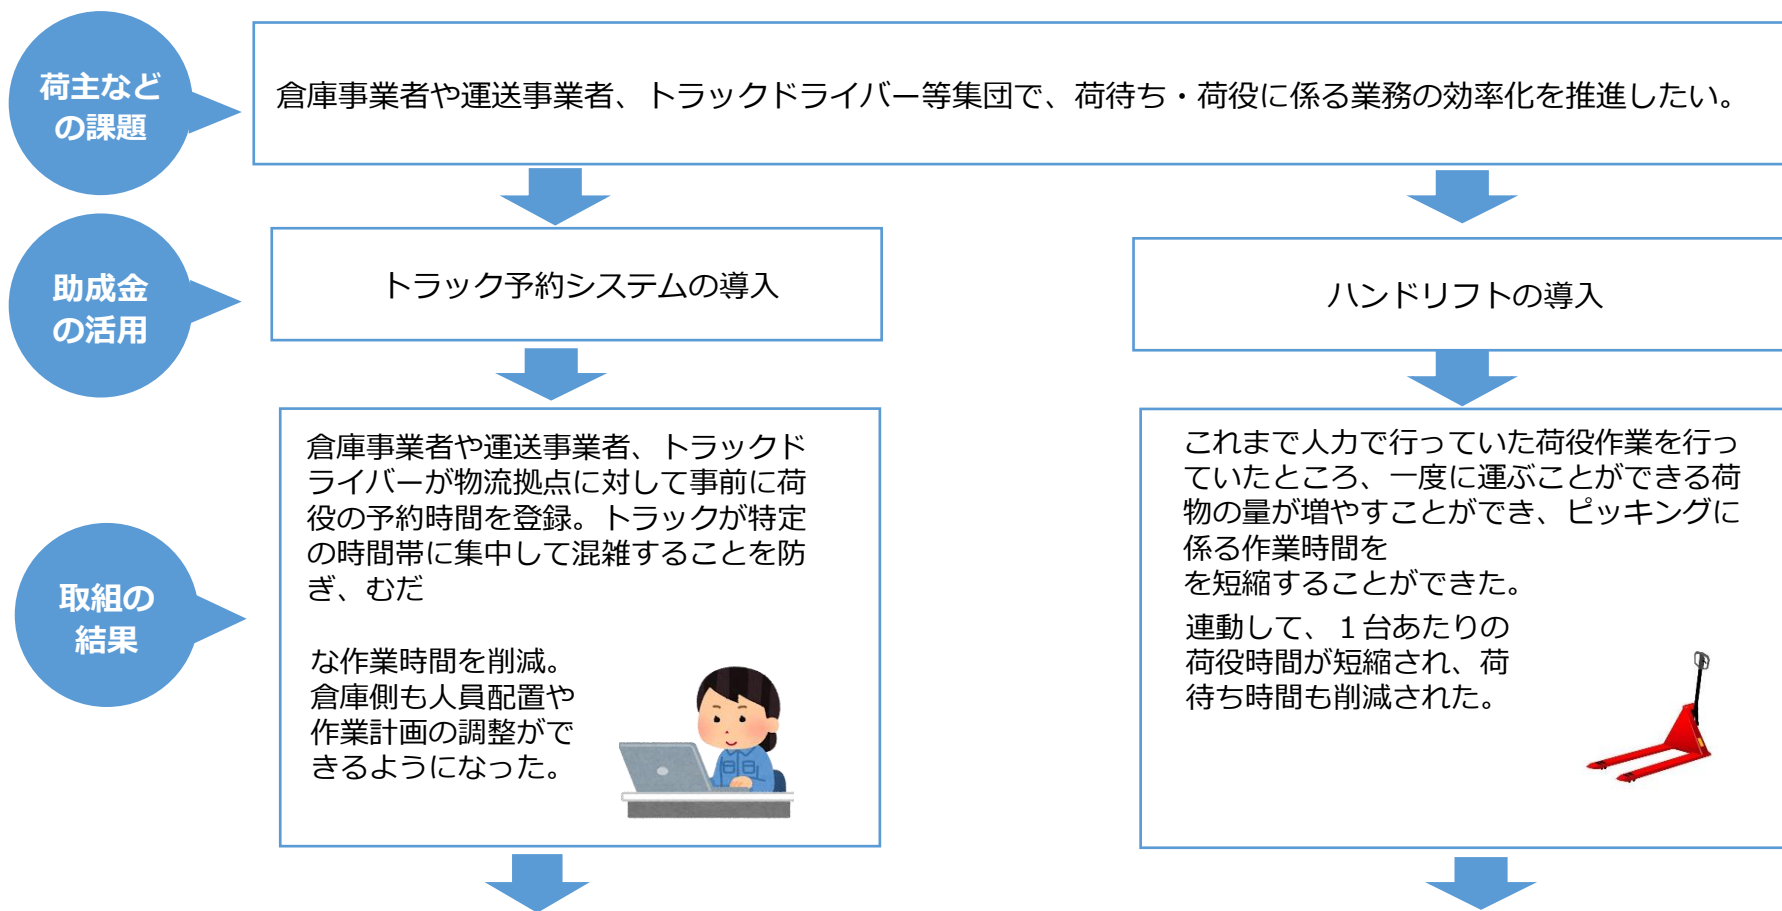 荷主など
の課題
倉庫事業者や運送事業者、トラックドライバー等集団で、荷待ち・荷役に係る業務の効率化を推進したい。
助成金
の活用
トラック予約システムの導入
ハンドリフトの導入
取組の
結果
倉庫事業者や運送事業者、トラックド
ライバーが物流拠点に対して事前に荷
役の予約時間を登録。トラックが特定
の時間帯に集中して混雑することを防
ぎ、むだ
な作業時間を削減。
倉庫側も人員配置や
作業計画の調整がで
きるようになった。
これまで人力で行っていた荷役作業を行っ
ていたところ、一度に運ぶことができる荷
物の量が増やすことができ、ピッキングに
係る作業時間を
を短縮することができた。
連動して、１台あたりの
荷役時間が短縮され、荷
待ち時間も削減された。